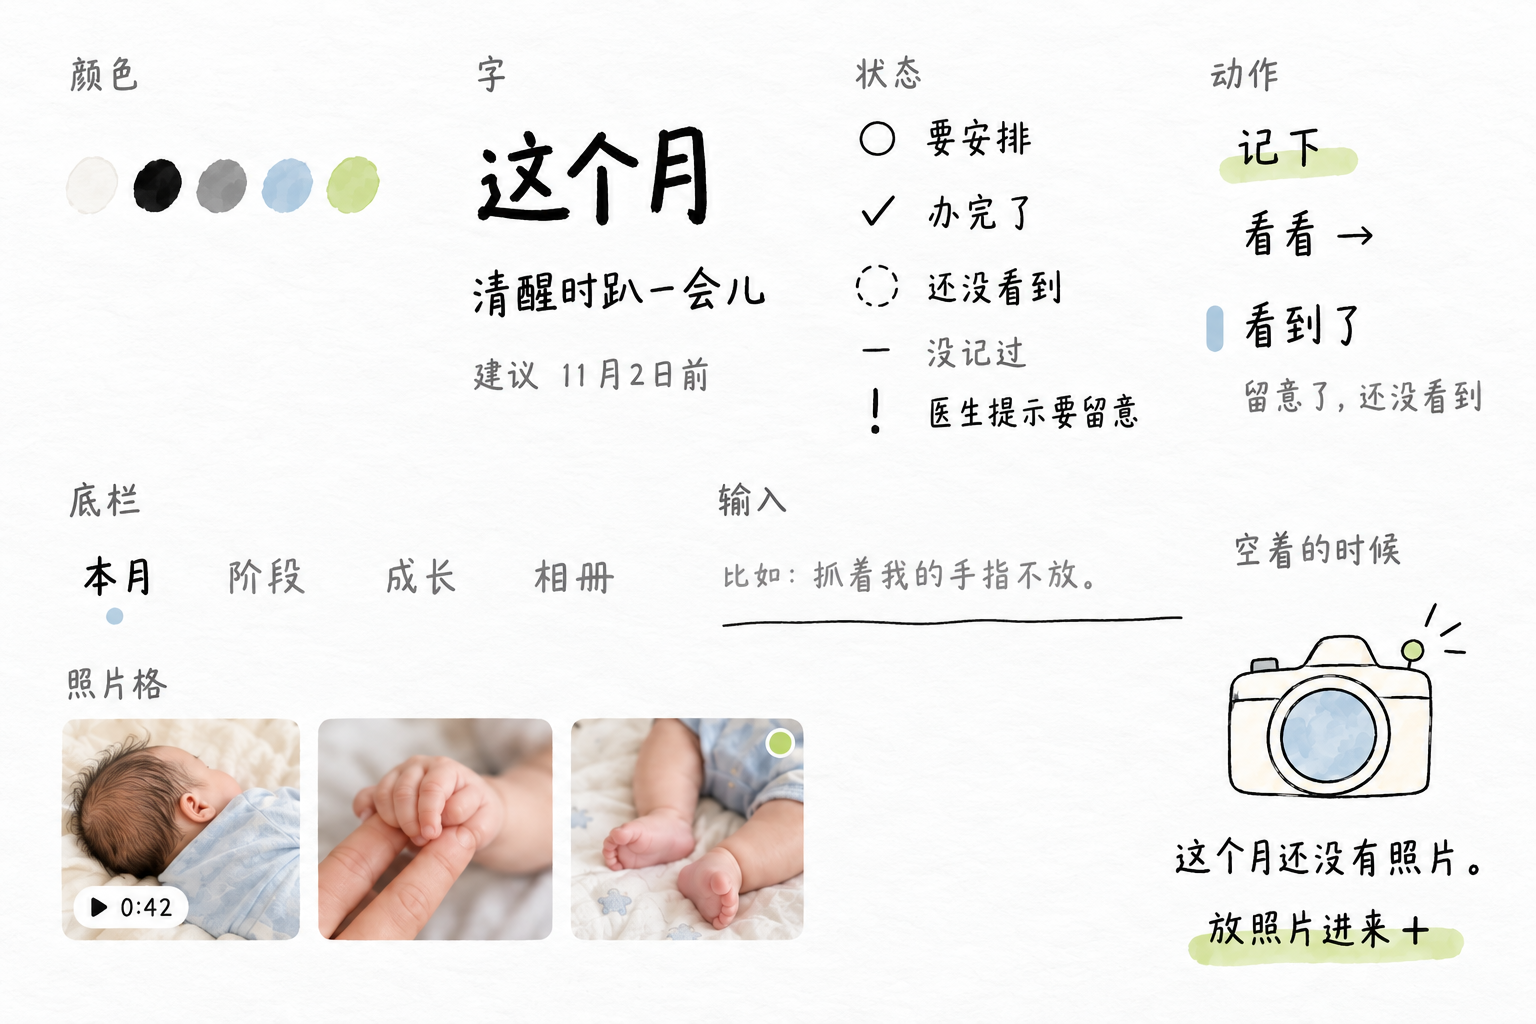 颜色
字
这个月
清醒时趴一会儿
建议 11月2日前
状态
要安排
办完了
还没看到
没记过
医生提示要留意
动作
记下
看看 →
看到了
留意了，还没看到
底栏
本月 阶段 成长 相册
输入
比如：抓着我的手指不放。
照片格
0:42
空着的时候
这个月还没有照片。
放照片进来 +